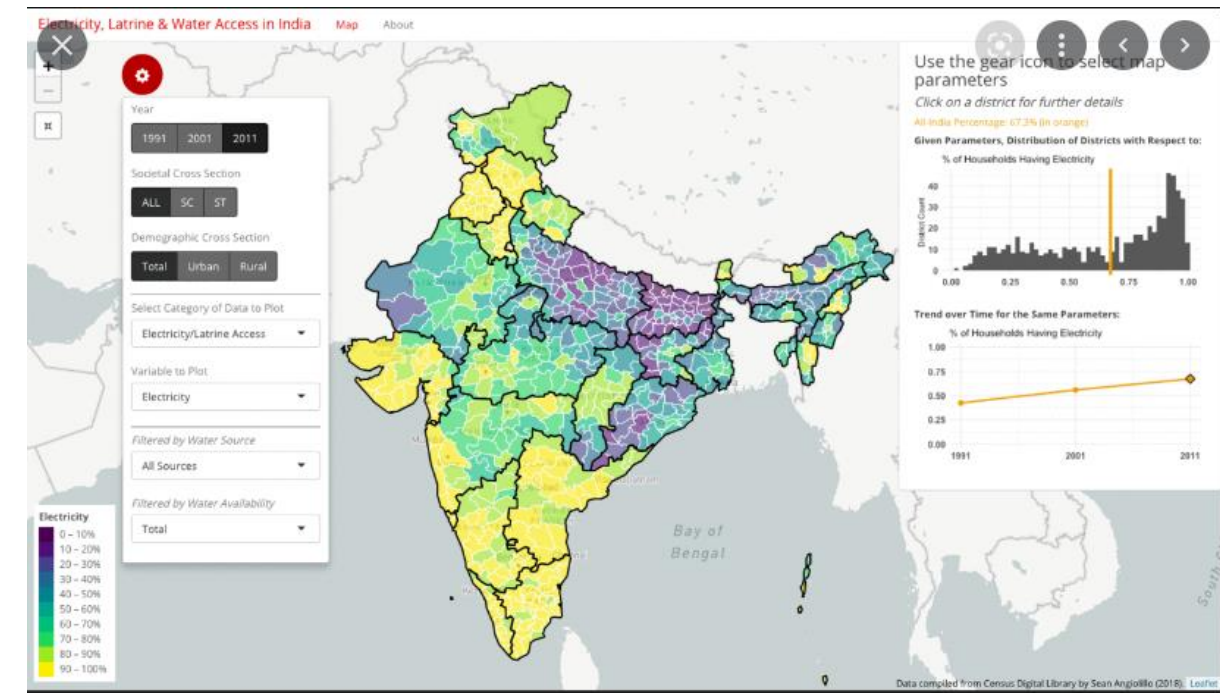 Electricity, Latrine & Water Access in India Map About
+
−
Year
1991 2001 2011
Societal Cross Section
ALL SC ST
Demographic Cross Section
Total Urban Rural
Select Category of Data to Plot
Electricity/Latrine Access
Variable to Plot
Electricity
Filtered by Water Source
All Sources
Filtered by Water Availability
Total
Electricity
0 – 10%
10 – 20%
20 – 30%
30 – 40%
40 – 50%
50 – 60%
60 – 70%
70 – 80%
80 – 90%
90 – 100%
Bay of
Bengal
Use the gear icon to select map
parameters
Click on a district for further details
All-India Percentage: 67.3% (in orange)
Given Parameters, Distribution of Districts with Respect to:
% of Households Having Electricity
District Count
40
30
20
10
0
0.00 0.25 0.50 0.75 1.00
Trend over Time for the Same Parameters:
% of Households Having Electricity
1.00
0.75
0.50
0.25
0.00
1991 2001 2011
South
Data compiled from Census Digital Library by Sean Angiolillo (2018). Leaflet